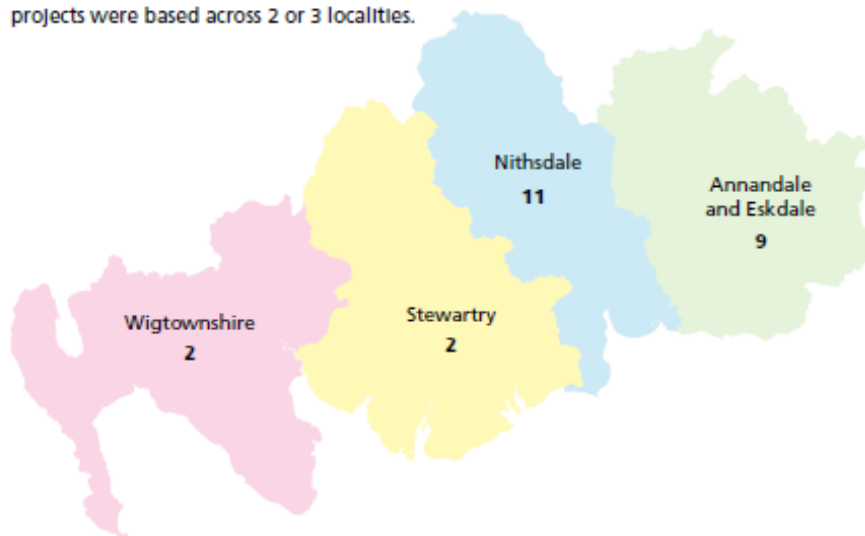 projects were based across 2 or 3 localities.
Nithsdale
11
Annandale
and Eskdale
9
Stewartry
2
Wigtownshire
2